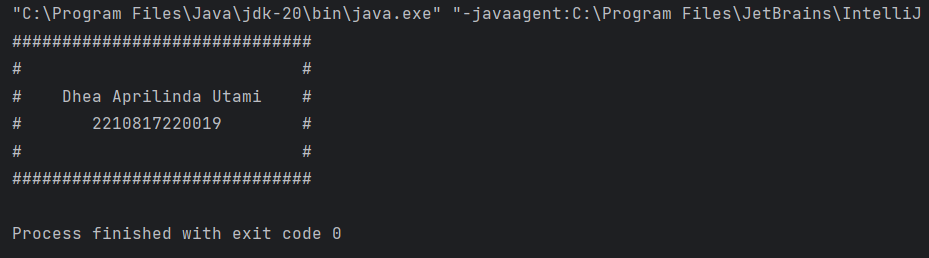 "C:\Program Files\Java\jdk-20\bin\java.exe" "-javaagent:C:\Program Files\JetBrains\IntelliJ
##############################
#                            #
#    Dhea Aprilinda Utami    #
#       2210817220019        #
#                            #
##############################
Process finished with exit code 0